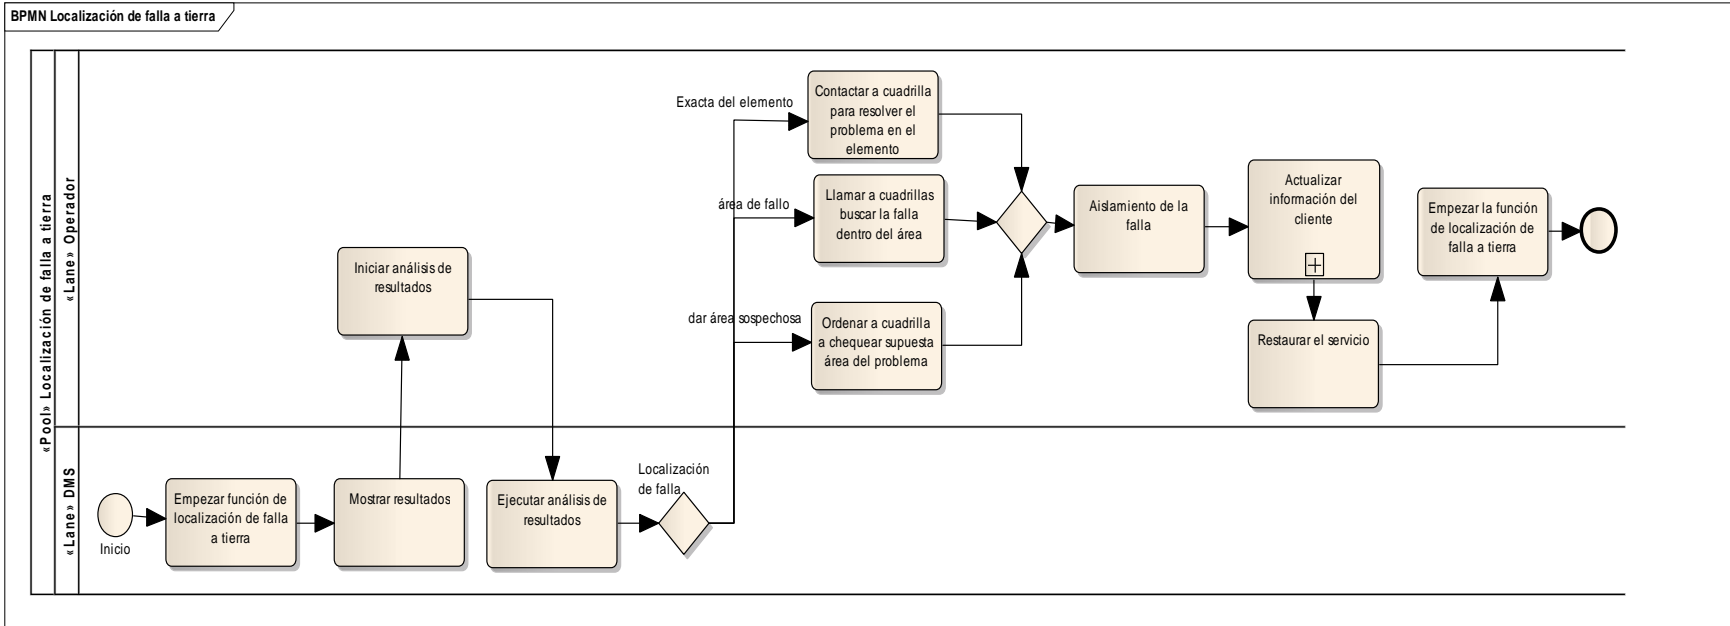 BPMN Localización de falla a tierra
«Pool» Localización de falla a tierra
«Lane» Operador
«Lane» DMS
Inicio
Empezar función de
localización de falla
a tierra
Mostrar resultados
Iniciar análisis de
resultados
Ejecutar análisis de
resultados
Localización
de falla
Exacta del elemento
área de fallo
dar área sospechosa
Contactar a cuadrilla
para resolver el
problema en el
elemento
Llamar a cuadrillas
buscar la falla
dentro del área
Ordenar a cuadrilla
a chequear supuesta
área del problema
Aislamiento de la
falla
Actualizar
información del
cliente
Restaurar el servicio
Empezar la función
de localización de
falla a tierra